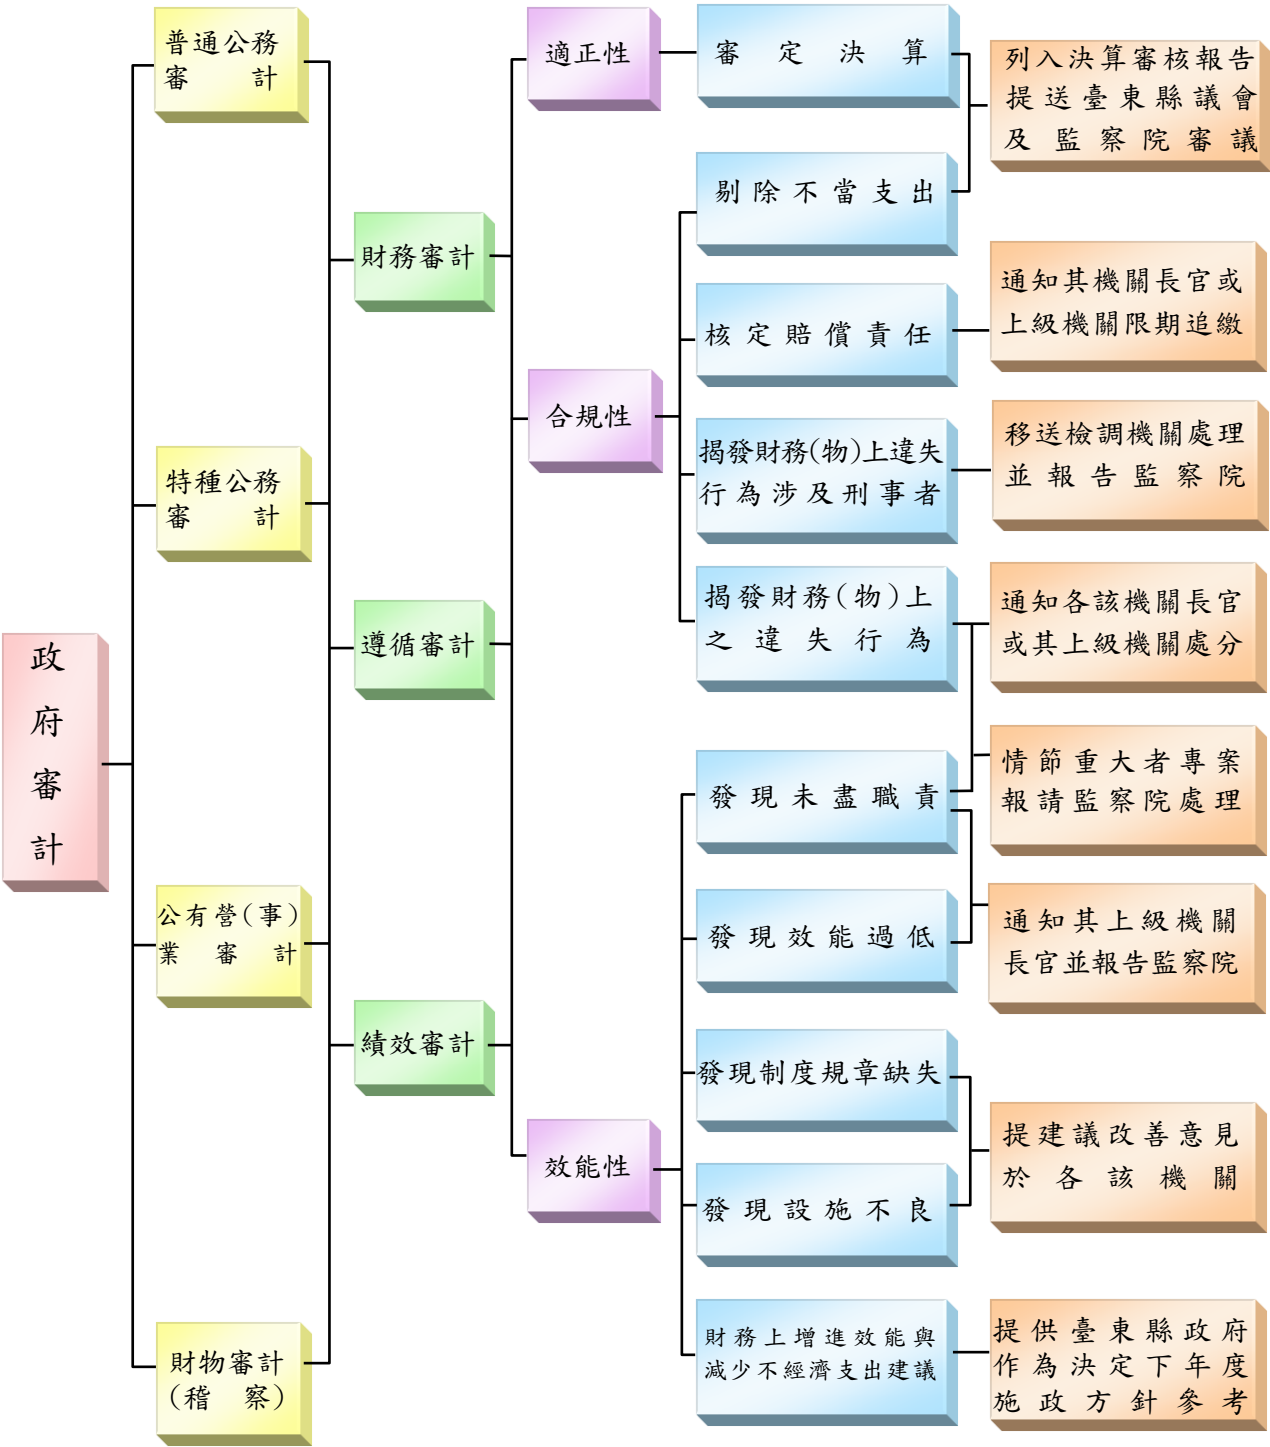 政
府
審
計
普通公務
審計
特種公務
審計
公有營(事)
業審計
財物審計
(稽察)
財務審計
遵循審計
績效審計
適正性
合規性
效能性
審定決算
剔除不當支出
核定賠償責任
揭發財務(物)上違失
行為涉及刑事者
揭發財務(物)上
之違失行為
發現未盡職責
發現效能過低
發現制度規章缺失
發現設施不良
財務上增進效能與
減少不經濟支出建議
列入決算審核報告
提送臺東縣議會
及監察院審議
通知其機關長官或
上級機關限期追繳
移送檢調機關處理
並報告監察院
通知各該機關長官
或其上級機關處分
情節重大者專案
報請監察院處理
通知其上級機關
長官並報告監察院
提建議改善意見
於各該機關
提供臺東縣政府
作為決定下年度
施政方針參考